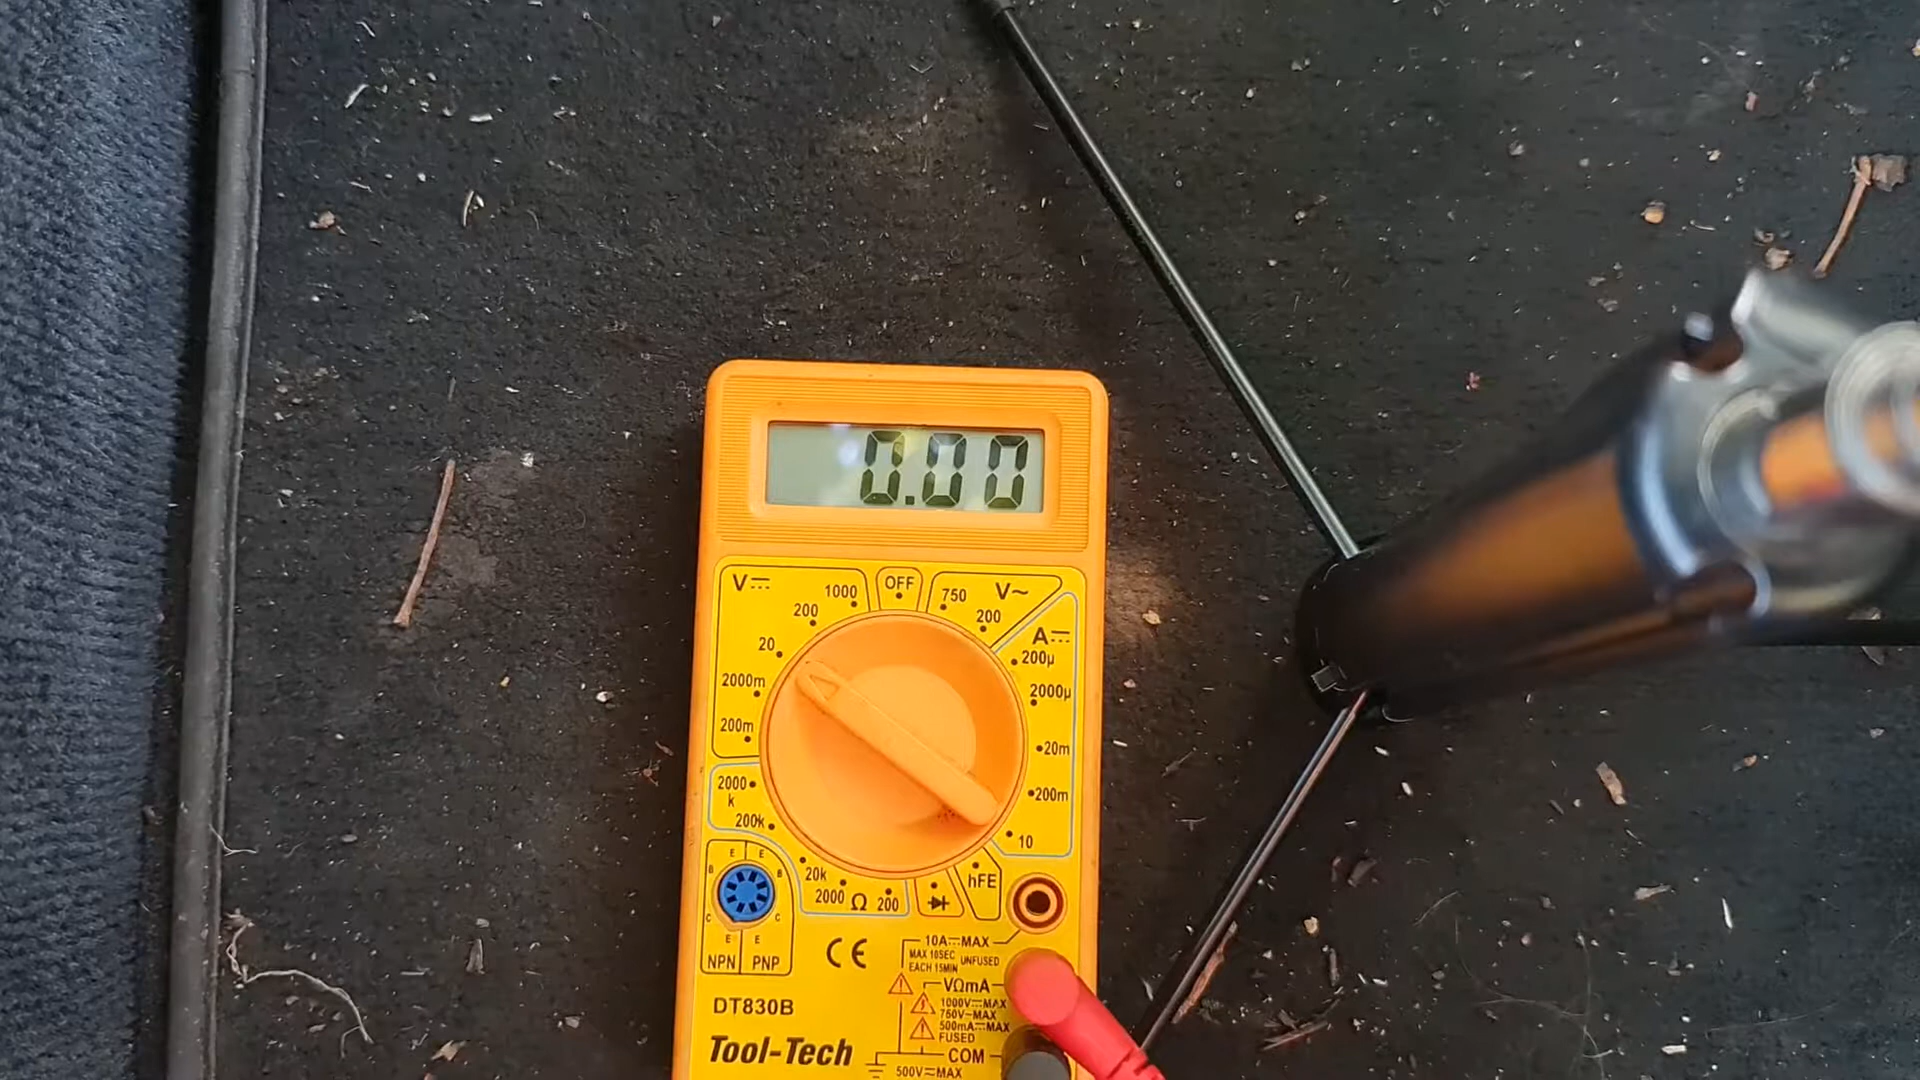 0.00
V⎓ 1000 OFF 750 V~
200 200
20 A⎓
200µ
2000m 2000µ
200m 20m
2000k 200m
200k 10
20k hFE
2000 Ω 200
E E
B B
C C
E E
NPN PNP
CE
10A⎓MAX
MAX 10SEC UNFUSED
EACH 15MIN
VΩmA
1000V⎓MAX
750V~MAX
500mA⎓MAX
FUSED
DT830B
Tool-Tech
COM
500V⎓MAX